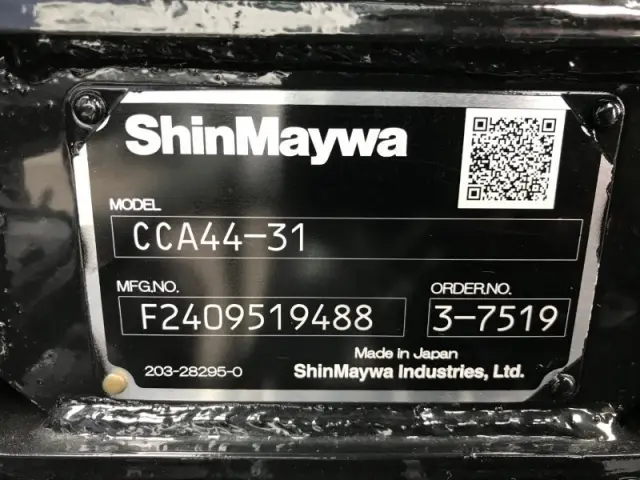 ShinMaywa
MODEL
CCA44-31
MFG.NO.
F2409519488
ORDER.NO.
3-7519
203-28295-0
Made in Japan
ShinMaywa Industries, Ltd.